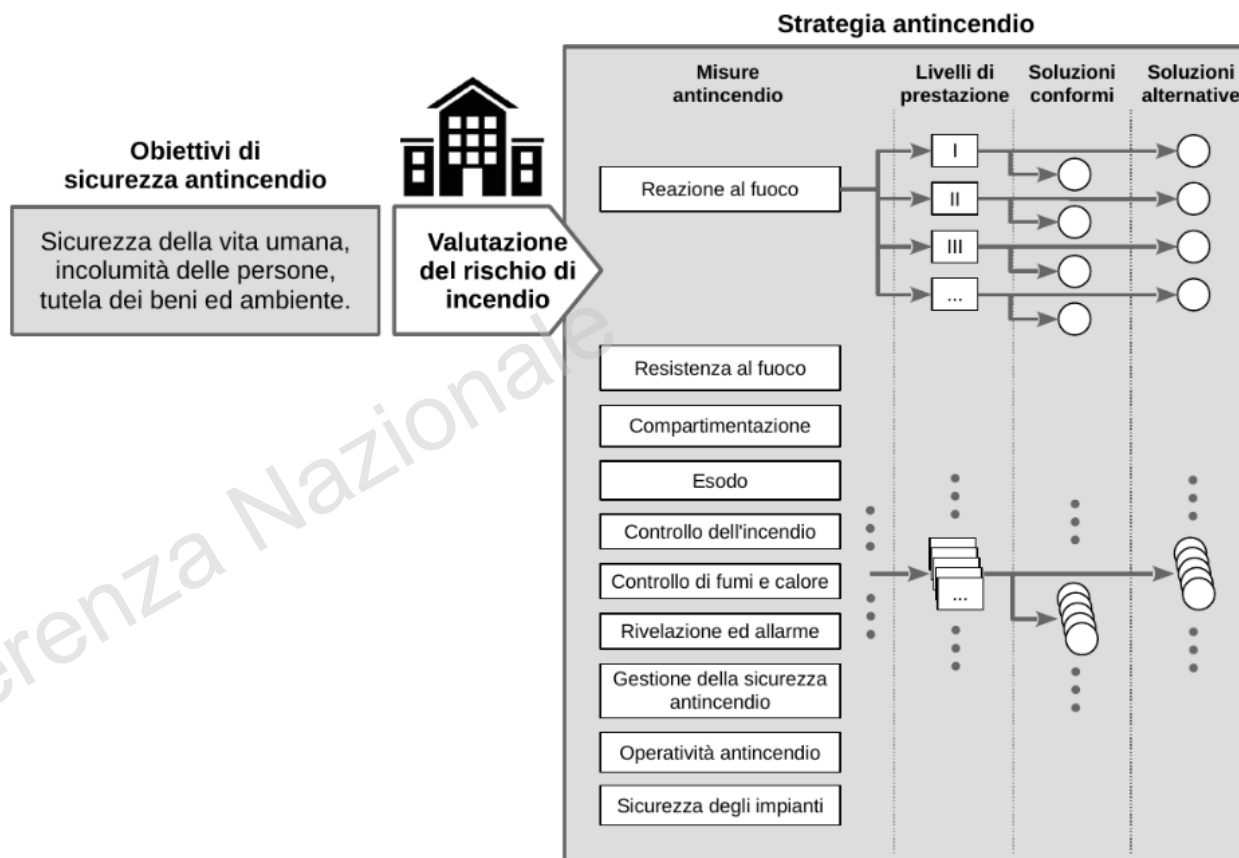 Strategia antincendio
Misure
antincendio
Livelli di
prestazione
Soluzioni
conformi
Soluzioni
alternative
Obiettivi di
sicurezza antincendio
Sicurezza della vita umana,
incolumità delle persone,
tutela dei beni ed ambiente.
Valutazione
del rischio di
incendio
Reazione al fuoco
I
II
III
...
Resistenza al fuoco
Compartimentazione
Esodo
Controllo dell'incendio
Controllo di fumi e calore
...
Rivelazione ed allarme
Gestione della sicurezza
antincendio
Operatività antincendio
Sicurezza degli impianti
erenza Nazionale